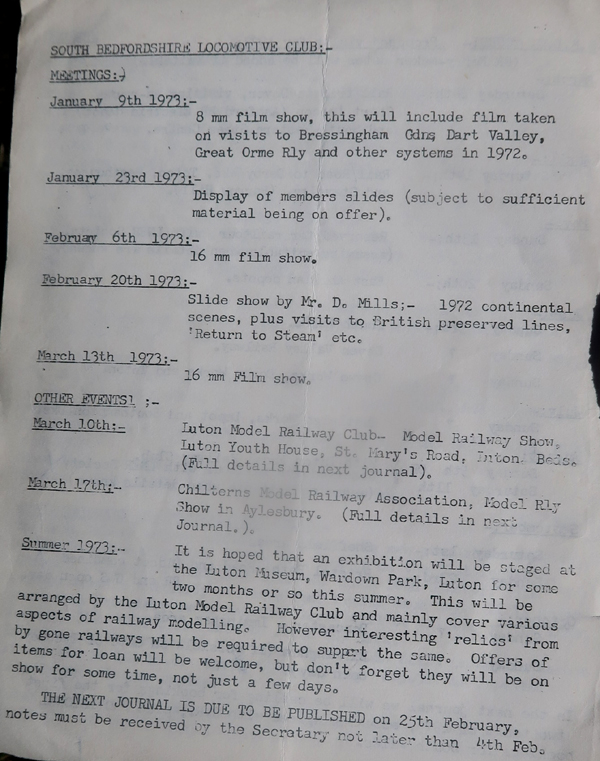 SOUTH BEDFORDSHIRE LOCOMOTIVE CLUB:-
MEETINGS:-)
January 9th 1973:-
8 mm film show, this will include film taken
on visits to Bressingham Gdns Dart Valley,
Great Orme Rly and other systems in 1972.
January 23rd 1973:-
Display of members slides (subject to sufficient
material being on offer).
February 6th 1973:-
16 mm film show.
February 20th 1973:-
Slide show by Mr. D. Mills;- 1972 continental
scenes, plus visits to British preserved lines,
'Return to Steam' etc.
March 13th 1973:-
16 mm Film show.
OTHER EVENTS! ;-
March 10th:-
Luton Model Railway Club- Model Railway Show,
Luton Youth House, St. Mary's Road, Luton. Beds.
(Full details in next journal).
March 17th:-
Chilterns Model Railway Association, Model Rly
Show in Aylesbury. (Full details in next
Journal.).
Summer 1973:-
It is hoped that an exhibition will be staged at
the Luton Museum, Wardown Park, Luton for some
two months or so this summer. This will be
arranged by the Luton Model Railway Club and mainly cover various
aspects of railway modelling. However interesting 'relics' from
by gone railways will be required to supprt the same. Offers of
items for loan will be welcome, but don't forget they will be on
show for some time, not just a few days.
THE NEXT JOURNAL IS DUE TO BE PUBLISHED on 25th February,
notes must be received by the Secretary not later than 4th Feb.